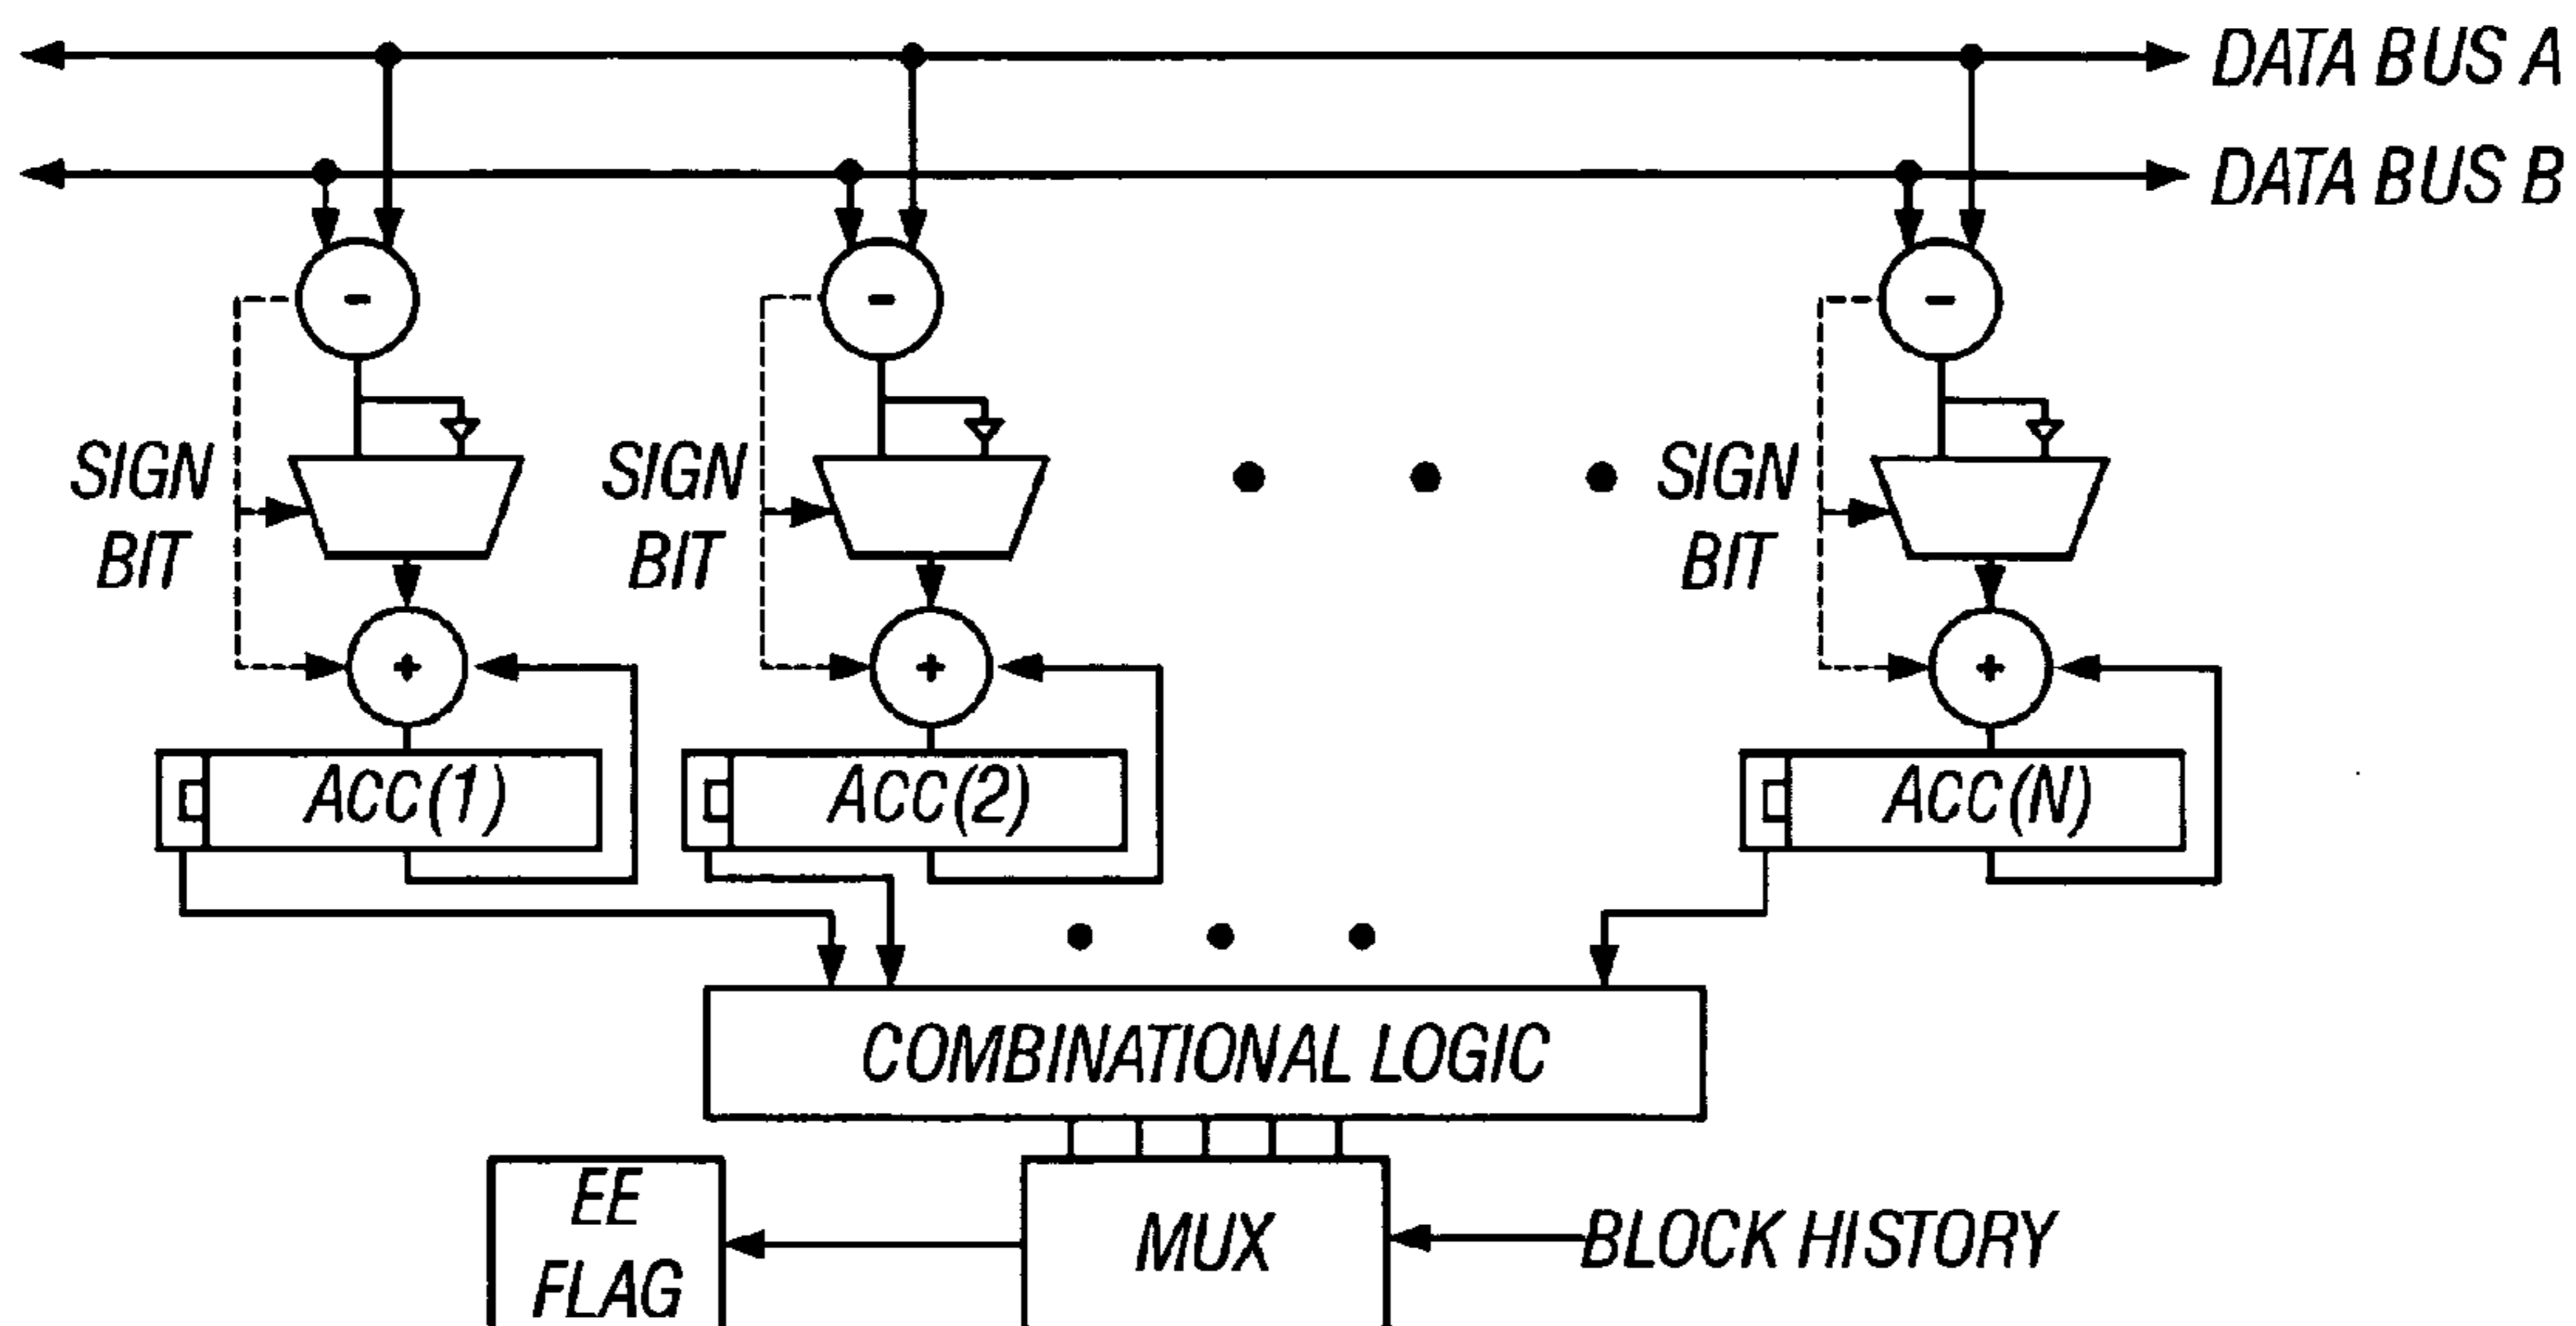 DATA BUS A
DATA BUS B
-
-
-
SIGN
BIT
SIGN
BIT
SIGN
BIT
+
+
+
ACC(1)
ACC(2)
ACC(N)
COMBINATIONAL LOGIC
EE
FLAG
MUX
BLOCK HISTORY